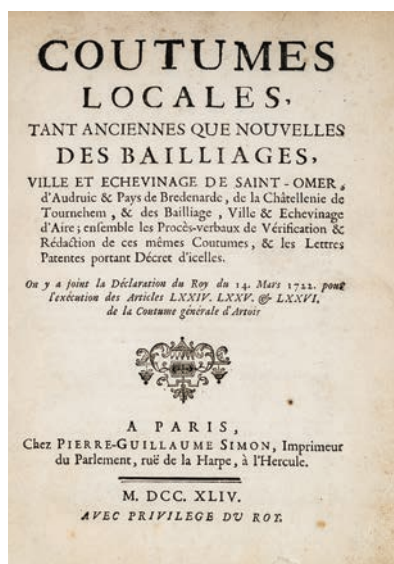 COUTUMES
LOCALES,
TANT ANCIENNES QUE NOUVELLES
DES BAILLIAGES,
VILLE ET ECHEVINAGE DE SAINT-OMER,
d'Audruic & Pays de Bredenarde, de la Châtellenie de
Tournehem, & des Bailliage, Ville & Echevinage
d'Aire; ensemble les Procès-verbaux de Vérification &
Rédaction de ces mêmes Coutumes, & les Lettres
Patentes portant Décret d'icelles.
On y a joint la Déclaration du Roy du 14. Mars 1722. pour
l'exécution des Articles LXXIV. LXXV. & LXXVI.
de la Coutume générale d'Artois
A PARIS,
Chez PIERRE-GUILLAUME SIMON, Imprimeur
du Parlement, ruë de la Harpe, à l'Hercule.
M. DCC. XLIV.
AVEC PRIVILEGE DU ROY.